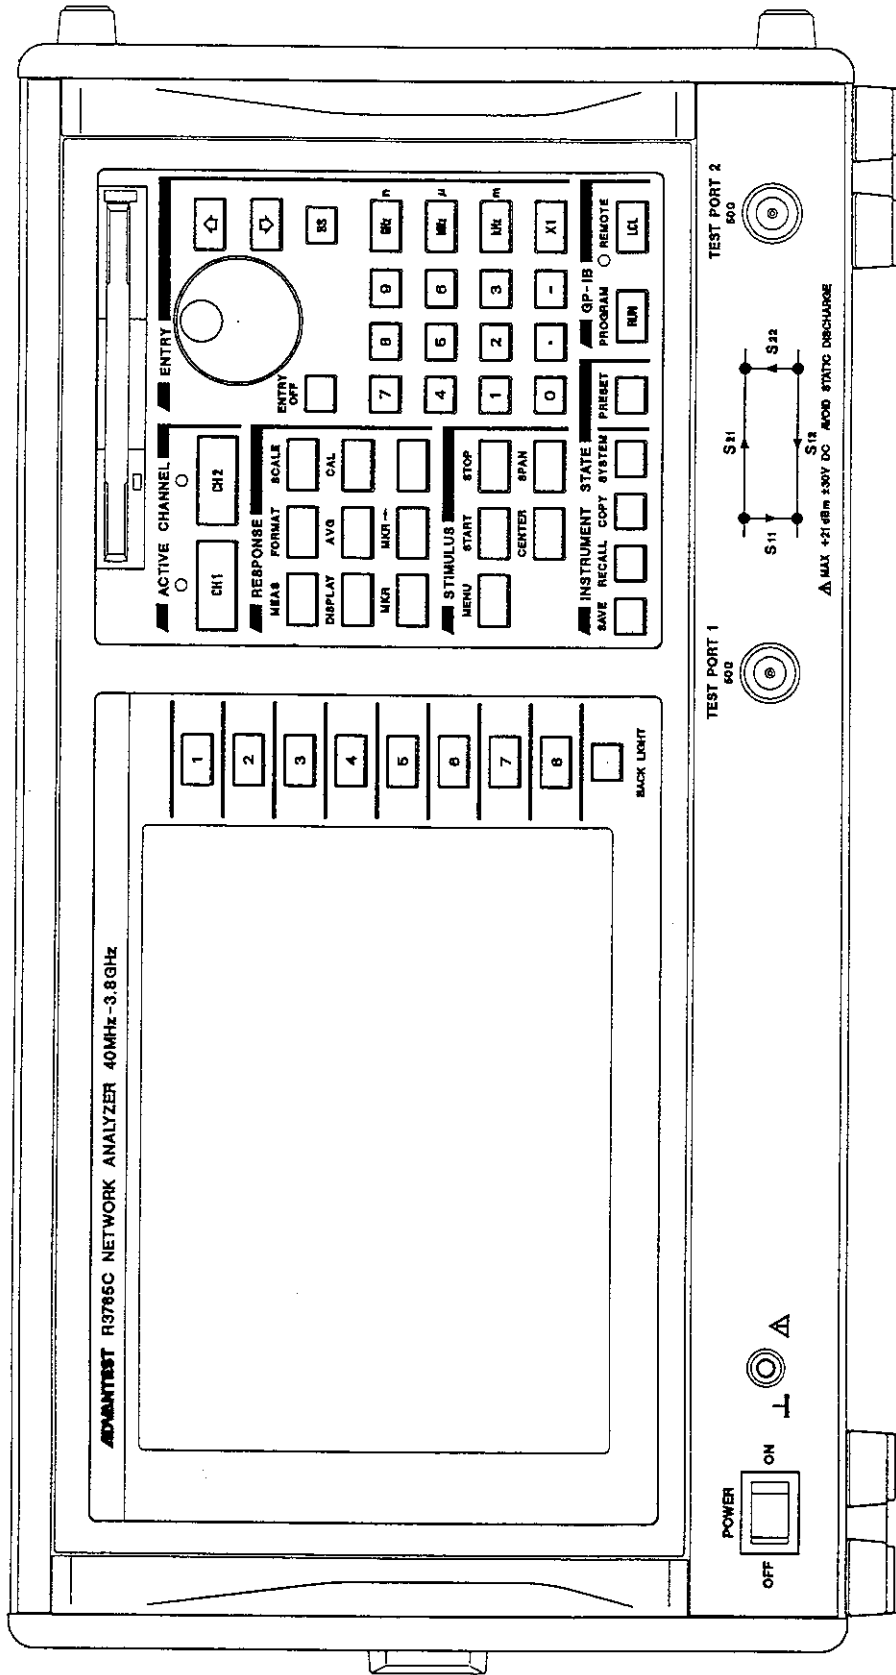 ADVANTEST R3765C NETWORK ANALYZER 40MHz-3.8GHz
1
2
3
4
5
6
7
8
BACK LIGHT
ACTIVE CHANNEL
CH1 CH2
RESPONSE
MEAS FORMAT SCALE
DISPLAY AVG CAL
MKR MKR→
STIMULUS
MENU START STOP
CENTER SPAN
INSTRUMENT STATE
SAVE RECALL COPY SYSTEM PRESET
ENTRY
ENTRY
OFF
BS
7 8 9 GHz n
4 5 6 MHz μ
1 2 3 kHz m
0 . - X1
GP-IB
PROGRAM REMOTE
RUN LCL
POWER
OFF ON
TEST PORT 1
50Ω
TEST PORT 2
50Ω
S21
S11 S22
S12
⚠ MAX +21dBm ±30V DC AVOID STATIC DISCHARGE